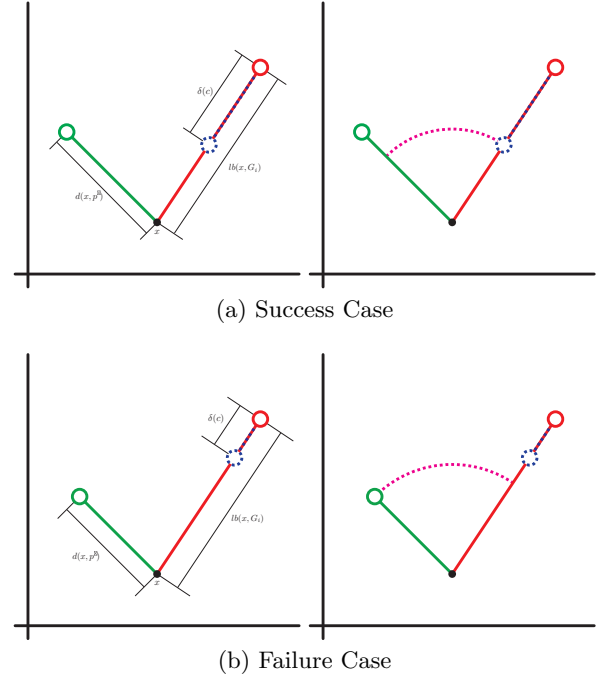 δ(c)
lb(x, G_i)
d(x, p^B)
x
(a) Success Case
δ(c)
lb(x, G_i)
d(x, p^B)
x
(b) Failure Case